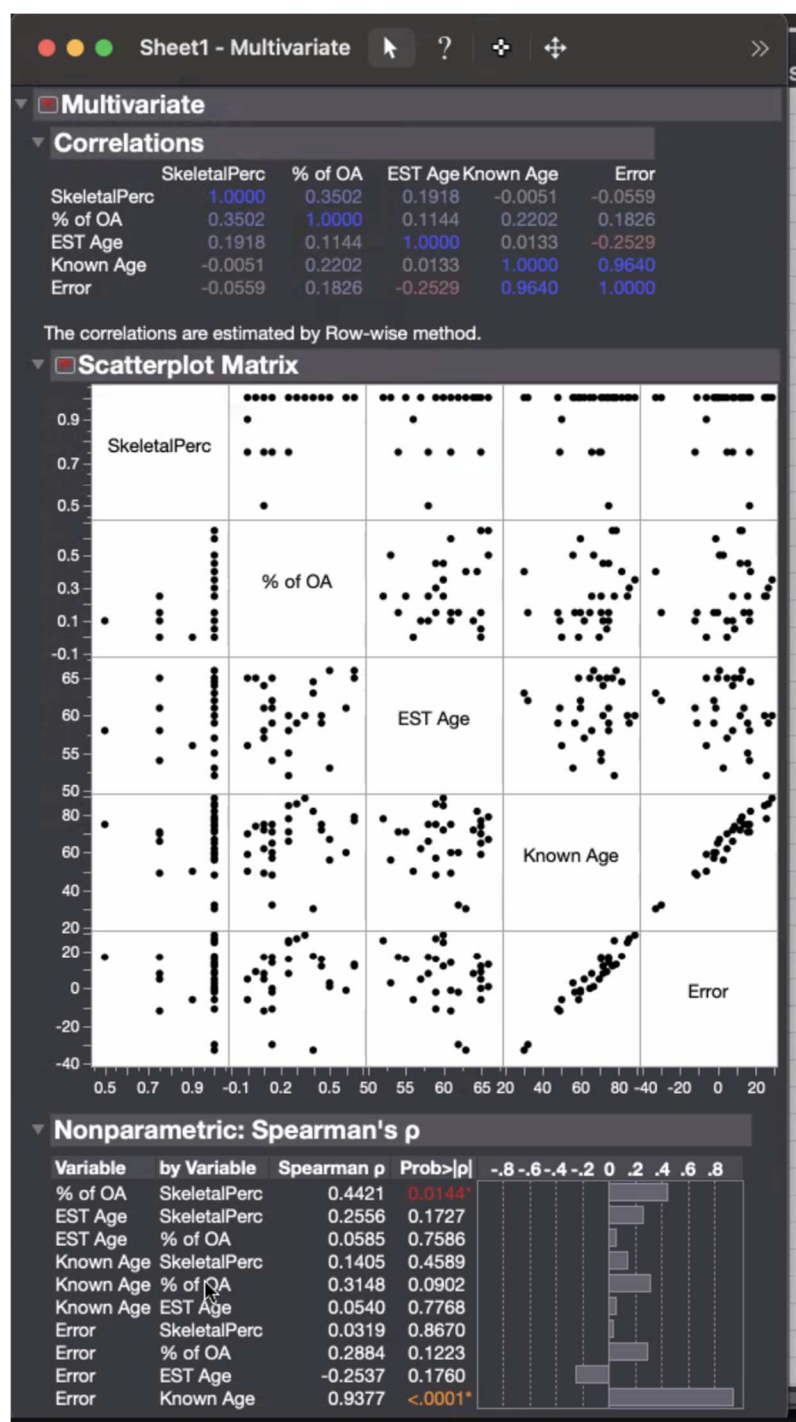 Sheet1 - Multivariate ? »
Multivariate
Correlations
SkeletalPerc % of OA EST Age Known Age Error
SkeletalPerc 1.0000 0.3502 0.1918 -0.0051 -0.0559
% of OA 0.3502 1.0000 0.1144 0.2202 0.1826
EST Age 0.1918 0.1144 1.0000 0.0133 -0.2529
Known Age -0.0051 0.2202 0.0133 1.0000 0.9640
Error -0.0559 0.1826 -0.2529 0.9640 1.0000
The correlations are estimated by Row-wise method.
Scatterplot Matrix
0.9
SkeletalPerc
0.7
0.5
0.5
% of OA
0.3
0.1
-0.1
65
60 EST Age
55
50
80
60 Known Age
40
20
20
0 Error
-20
-40
0.5 0.7 0.9 -0.1 0.2 0.5 50 55 60 65 20 40 60 80 -40 -20 0 20
Nonparametric: Spearman's ρ
Variable by Variable Spearman ρ Prob>|ρ| -.8 -.6 -.4 -.2 0 .2 .4 .6 .8
% of OA SkeletalPerc 0.4421 0.0144*
EST Age SkeletalPerc 0.2556 0.1727
EST Age % of OA 0.0585 0.7586
Known Age SkeletalPerc 0.1405 0.4589
Known Age % of OA 0.3148 0.0902
Known Age EST Age 0.0540 0.7768
Error SkeletalPerc 0.0319 0.8670
Error % of OA 0.2884 0.1223
Error EST Age -0.2537 0.1760
Error Known Age 0.9377 <.0001*